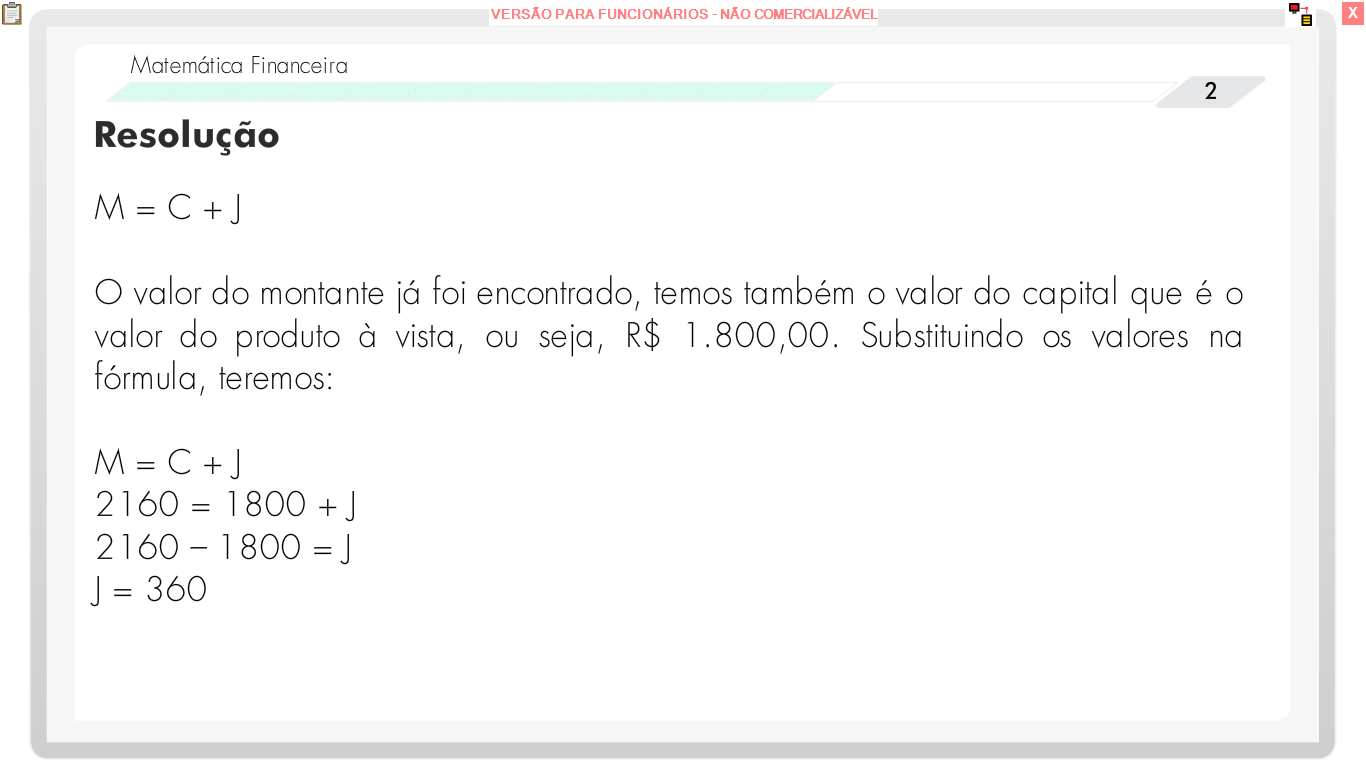 VERSÃO PARA FUNCIONÁRIOS - NÃO COMERCIALIZÁVEL
X
Matemática Financeira
2
Resolução
M = C + J
O valor do montante já foi encontrado, temos também o valor do capital que é o
valor do produto à vista, ou seja, R$ 1.800,00. Substituindo os valores na
fórmula, teremos:
M = C + J
2160 = 1800 + J
2160 – 1800 = J
J = 360